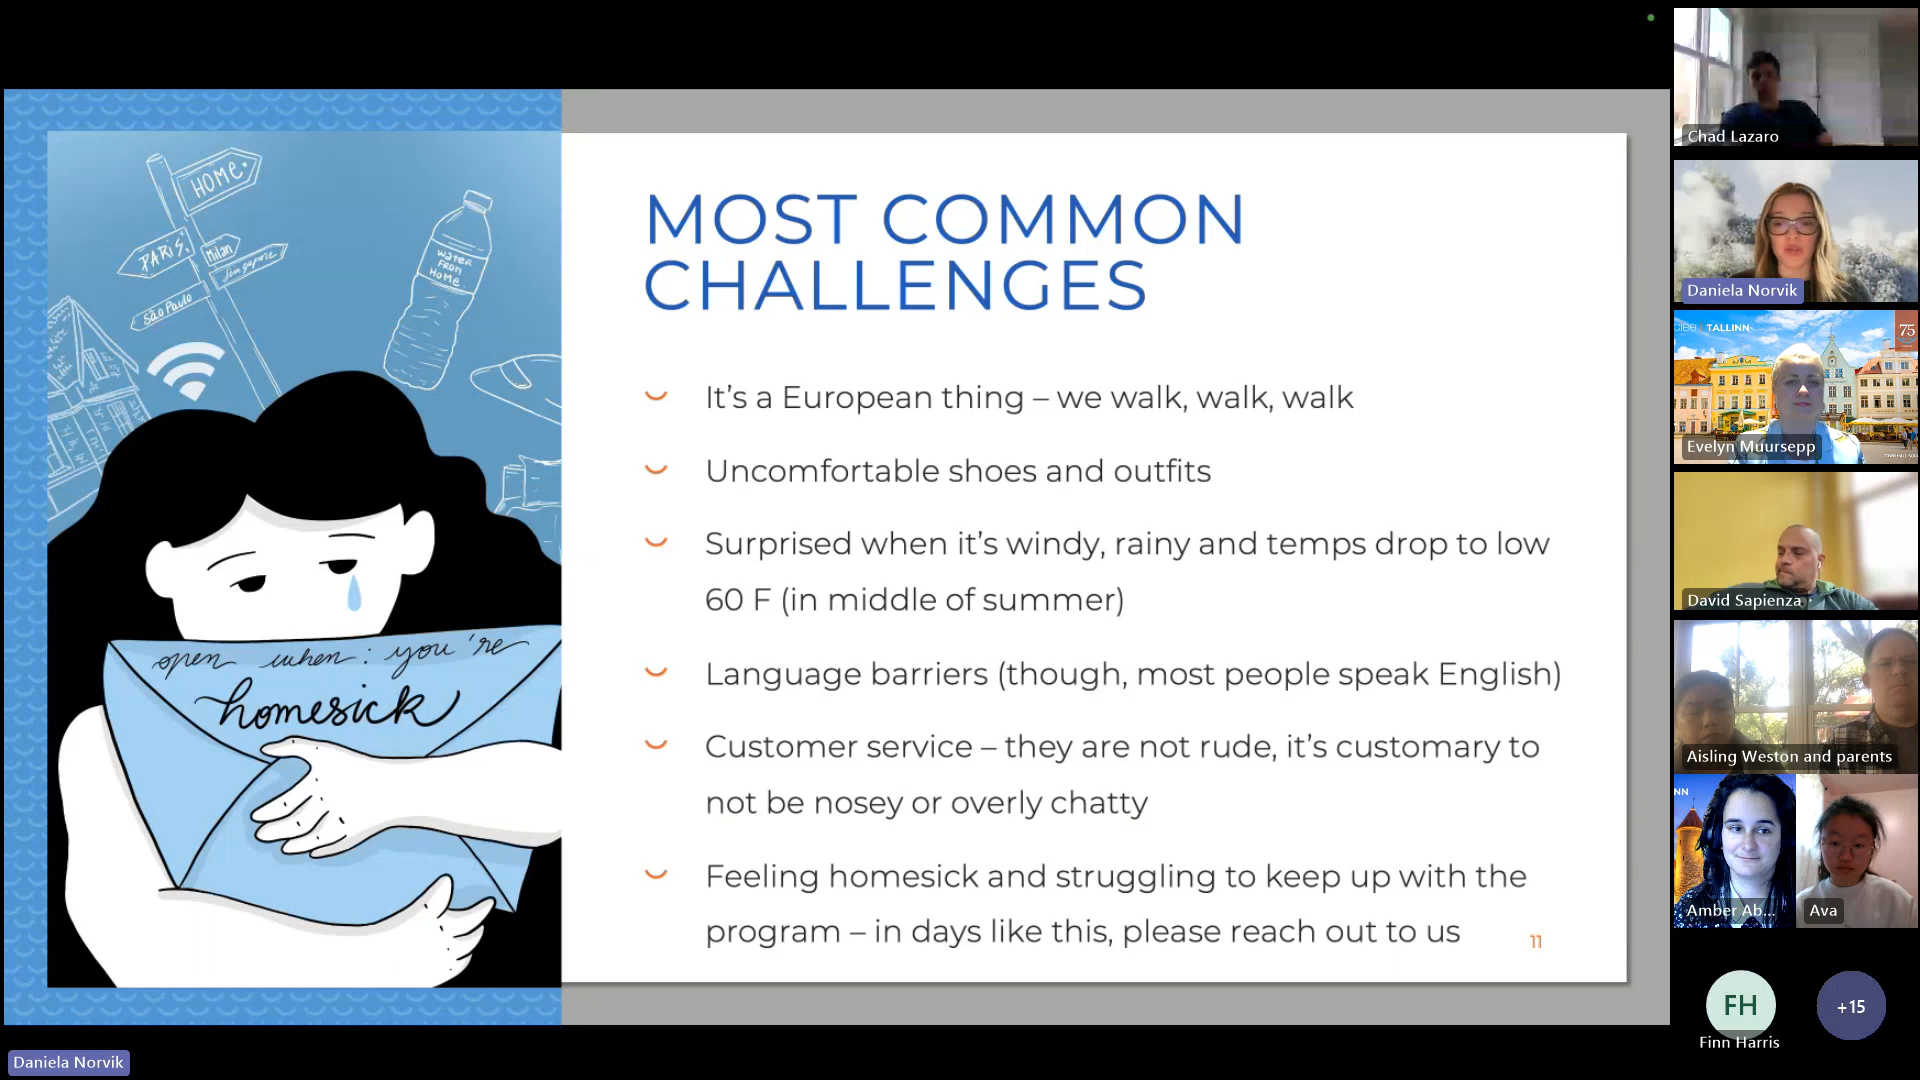 HOME
PARIS
Milan
Singapore
São Paulo
WATER
FROM
HOME
open when: you're
homesick
MOST COMMON
CHALLENGES
It's a European thing – we walk, walk, walk
Uncomfortable shoes and outfits
Surprised when it's windy, rainy and temps drop to low
60 F (in middle of summer)
Language barriers (though, most people speak English)
Customer service – they are not rude, it's customary to
not be nosey or overly chatty
Feeling homesick and struggling to keep up with the
program – in days like this, please reach out to us
11
Daniela Norvik
Chad Lazaro
Daniela Norvik
ciee TALLINN
75
Evelyn Muursepp
David Sapienza
Aisling Weston and parents
NN
Amber Ab...
Ava
FH
Finn Harris
+15